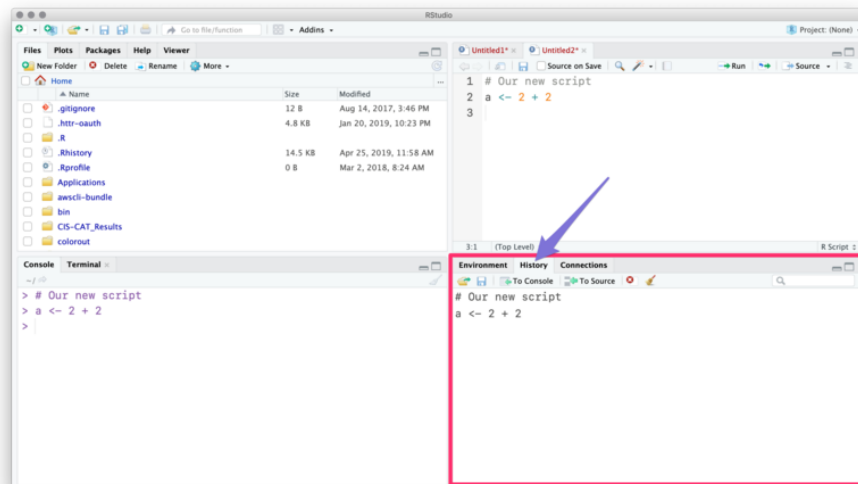 RStudio
Go to file/function Addins Project: (None)
Files Plots Packages Help Viewer
New Folder Delete Rename More
Home ...
Name Size Modified
.gitignore 12 B Aug 14, 2017, 3:46 PM
.httr-oauth 4.8 KB Jan 20, 2019, 10:23 PM
.R
.Rhistory 14.5 KB Apr 25, 2019, 11:58 AM
.Rprofile 0 B Mar 2, 2018, 8:24 AM
Applications
awscli-bundle
bin
CIS-CAT_Results
colorout
Untitled1* Untitled2*
Source on Save Run Source
1 # Our new script
2 a <- 2 + 2
3
3:1 (Top Level) R Script
Console Terminal
~/
> # Our new script
> a <- 2 + 2
>
Environment History Connections
To Console To Source
# Our new script
a <- 2 + 2